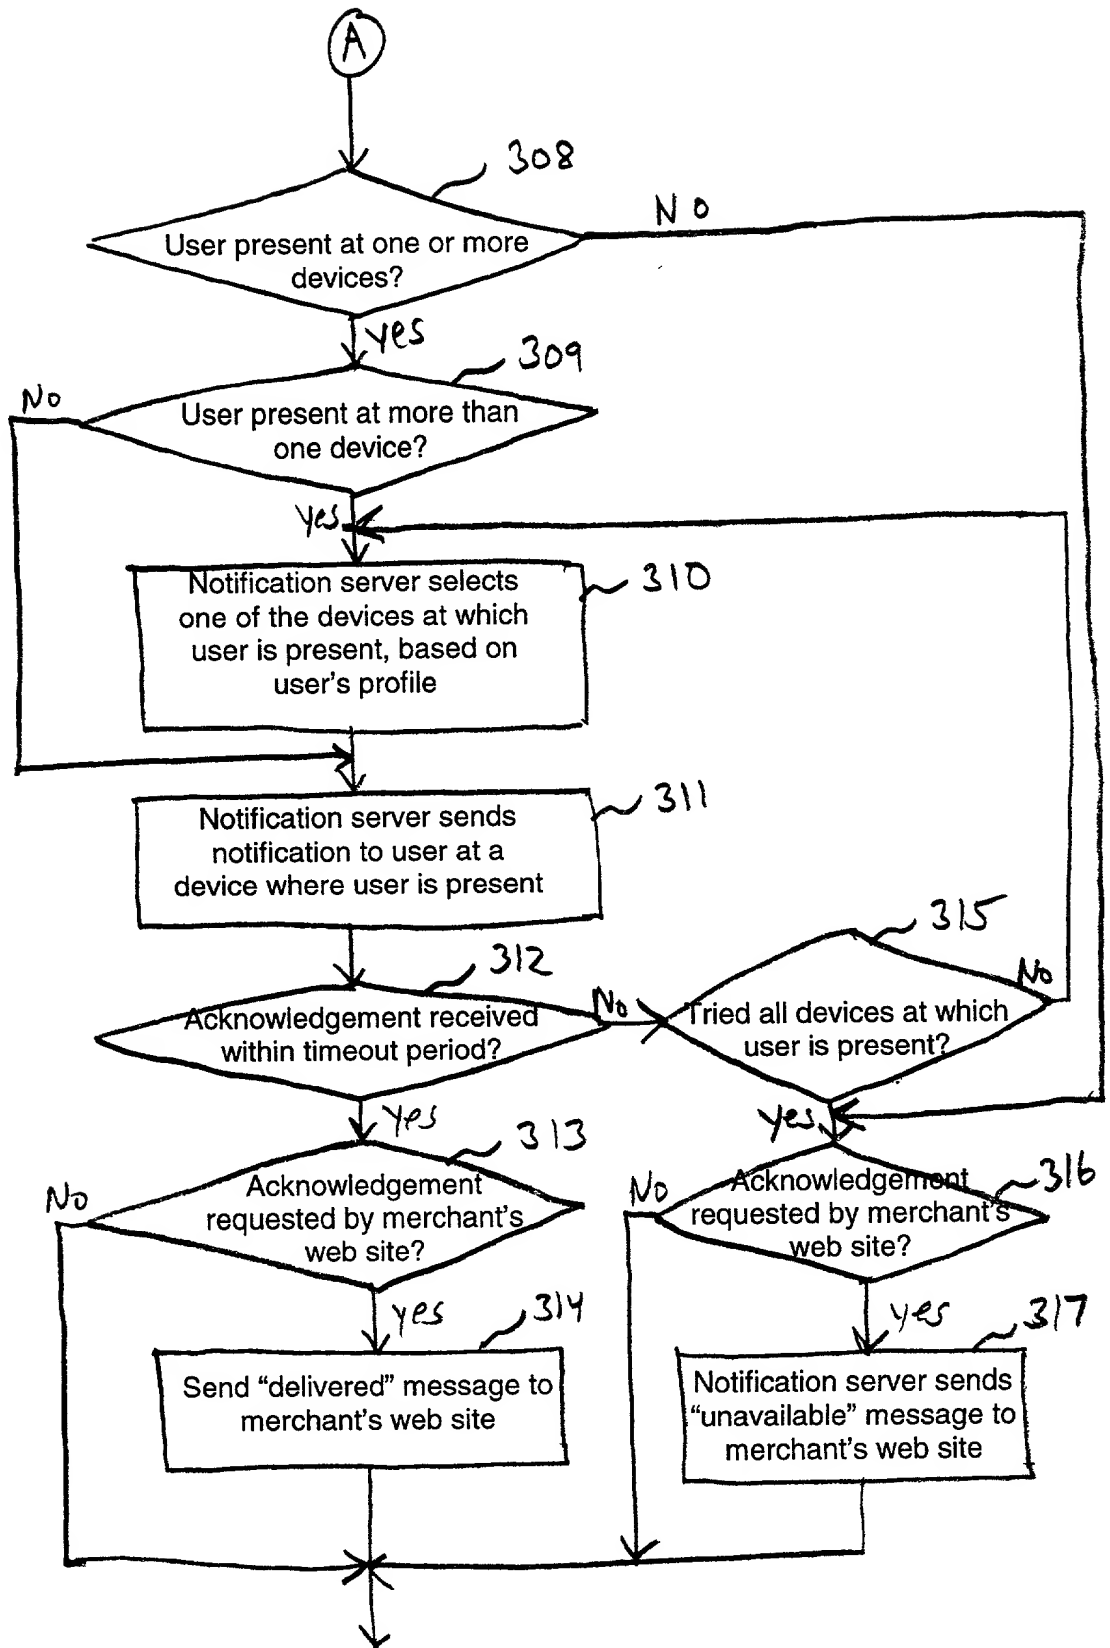 A
308
No
User present at one or more
devices?
yes
309
No
User present at more than
one device?
yes
Notification server selects
one of the devices at which
user is present, based on
user's profile
310
Notification server sends
notification to user at a
device where user is present
311
312
Acknowledgement received
within timeout period?
No
315
No
Tried all devices at which
user is present?
yes
yes
313
No
Acknowledgement
requested by merchant's
web site?
316
No
Acknowledgement
requested by merchant's
web site?
yes
314
Send “delivered” message to
merchant's web site
yes
317
Notification server sends
“unavailable” message to
merchant's web site